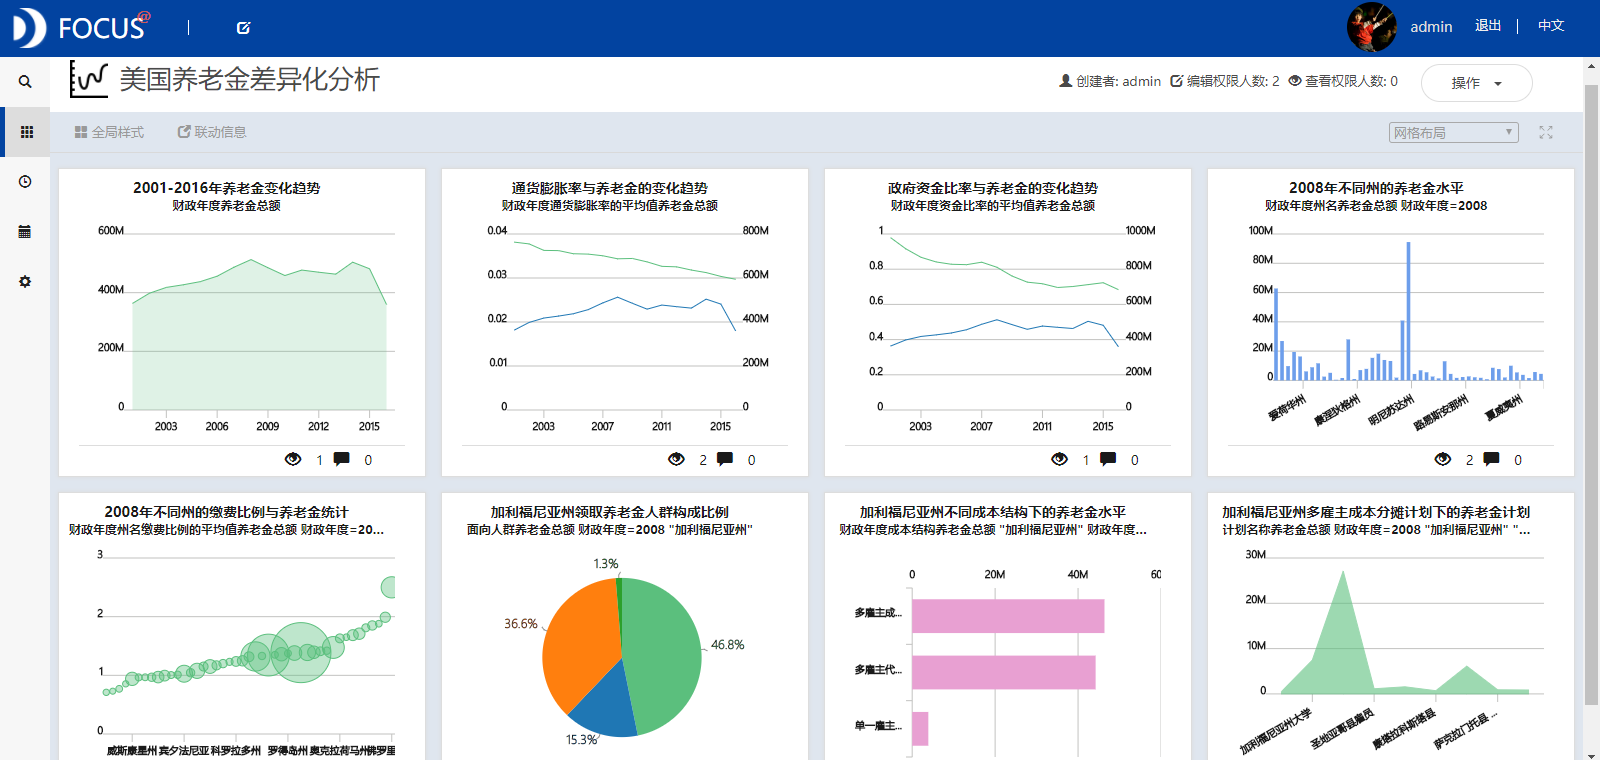 FOCUS@
admin 退出 | 中文
美国养老金差异化分析
创建者: admin 编辑权限人数: 2 查看权限人数: 0 操作
全局样式 联动信息 网格布局
2001-2016年养老金变化趋势
财政年度养老金总额
600M
400M
200M
0
2003 2006 2009 2012 2015
1 0
通货膨胀率与养老金的变化趋势
财政年度通货膨胀率的平均值养老金总额
0.04 800M
0.03 600M
0.02 400M
0.01 200M
0 0
2003 2007 2011 2015
2 0
政府资金比率与养老金的变化趋势
财政年度资金比率的平均值养老金总额
1 1000M
0.8 800M
0.6 600M
0.4 400M
0.2 200M
0 0
2003 2007 2011 2015
1 0
2008年不同州的养老金水平
财政年度州名养老金总额 财政年度=2008
100M
80M
60M
40M
20M
0
爱荷华州 康涅狄格州 明尼苏达州 路易斯安那州 夏威夷州
2 0
2008年不同州的缴费比例与养老金统计
财政年度州名缴费比例的平均值养老金总额 财政年度=20...
3
2
1
0
威斯康星州 宾夕法尼亚 科罗拉多州 罗得岛州 奥克拉荷马州 佛罗里
加利福尼亚州领取养老金人群构成比例
面向人群养老金总额 财政年度=2008 "加利福尼亚州"
1.3%
36.6%
46.8%
15.3%
加利福尼亚州不同成本结构下的养老金水平
财政年度成本结构养老金总额 "加利福尼亚州" 财政年度...
0 20M 40M 60
多雇主成...
多雇主代...
单一雇主...
加利福尼亚州多雇主成本分摊计划下的养老金计划
计划名称养老金总额 财政年度=2008 "加利福尼亚州" "...
30M
20M
10M
0
加利福尼亚州大学 圣地亚哥县雇员 康塔拉科斯塔县 萨克拉门托县 ...